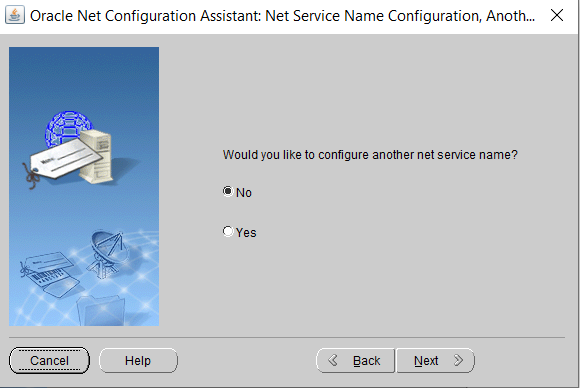 Oracle Net Configuration Assistant: Net Service Name Configuration, Anoth...
Would you like to configure another net service name?
No
Yes
Cancel
Help
Back
Next